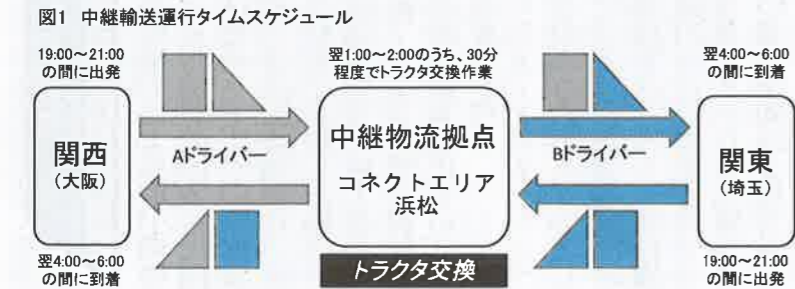 図1 中継輸送運行タイムスケジュール
19:00～21:00
の間に出発
翌1:00～2:00のうち、30分
程度でトラクタ交換作業
翌4:00～6:00
の間に到着
関西
（大阪）
Aドライバー
中継物流拠点
コネクトエリア
浜松
Bドライバー
関東
（埼玉）
翌4:00～6:00
の間に到着
トラクタ交換
19:00～21:00
の間に出発